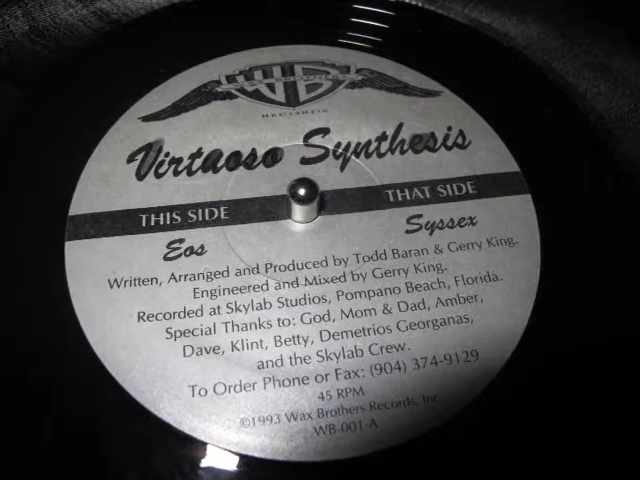 WB
RECORDS
Virtaoso Synthesis
THIS SIDE
THAT SIDE
Eos
Syssex
Written, Arranged and Produced by Todd Baran & Gerry King.
Engineered and Mixed by Gerry King.
Recorded at Skylab Studios, Pompano Beach, Florida.
Special Thanks to: God, Mom & Dad, Amber,
Dave, Klint, Betty, Demetrios Georganas,
and the Skylab Crew.
To Order Phone or Fax: (904) 374-9129
45 RPM
©1993 Wax Brothers Records, Inc.
WB-001-A